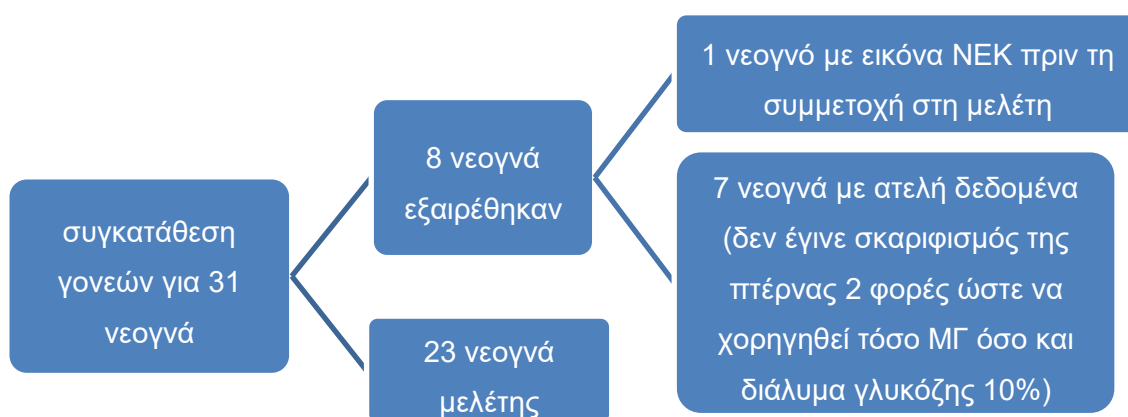 συγκατάθεση
γονεών για 31
νεογνά
8 νεογνά
εξαιρέθηκαν
23 νεογνά
μελέτης
1 νεογνό με εικόνα ΝΕΚ πριν τη
συμμετοχή στη μελέτη
7 νεογνά με ατελή δεδομένα
(δεν έγινε σκαριφισμός της
πτέρνας 2 φορές ώστε να
χορηγηθεί τόσο ΜΓ όσο και
διάλυμα γλυκόζης 10%)